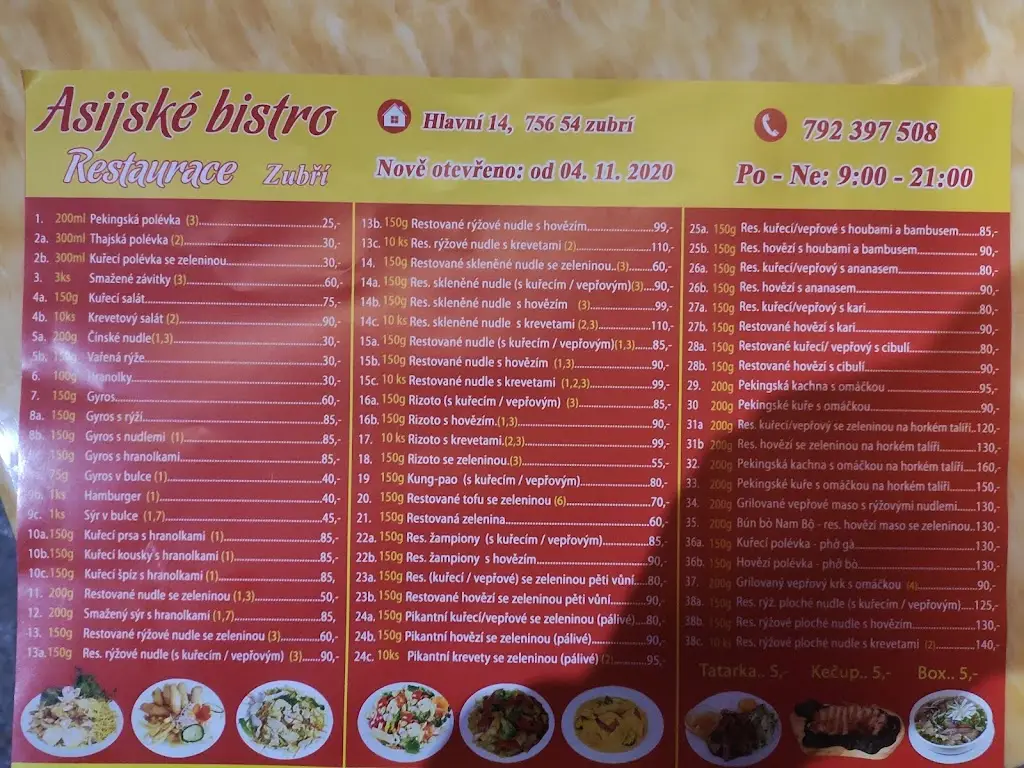 Asijské bistro
Restaurace Zubří
Hlavní 14, 756 54 zubrí
Nově otevřeno: od 04. 11. 2020
792 397 508
Po - Ne: 9:00 - 21:00
1. 200ml Pekingská polévka (3)....25,-
2a. 300ml Thajská polévka (2)....30,-
2b. 300ml Kuřecí polévka se zeleninou....30,-
3. 3ks Smažené závitky (3)....60,-
4a. 150g Kuřecí salát....75,-
4b. 10ks Krevetový salát (2)....90,-
5a. 200g Čínské nudle(1,3)....30,-
5b. 150g Vařená rýže....30,-
6. 100g Hranolky....30,-
7. 150g Gyros....60,-
8a. 150g Gyros s rýží....85,-
8b. 150g Gyros s nudlemi (1)....85,-
150g Gyros s hranolkami....85,-
75g Gyros v bulce (1)....40,-
9b. 1ks Hamburger (1)....40,-
9c. 1ks Sýr v bulce (1,7)....45,-
10a. 150g Kuřecí prsa s hranolkami (1)....85,-
10b. 150g Kuřecí kousky s hranolkami (1)....85,-
10c. 150g Kuřecí špiz s hranolkami (1)....85,
11. 200g Restované nudle se zeleninou (1,3)....50,-
12. 200g Smažený sýr s hranolkami (1,7)....85,
13. 150g Restované rýžové nudle se zeleninou (3)....60,-
13a. 150g Res. rýžové nudle (s kuřecím / vepřovým) (3)....90,-
13b. 150g Restované rýžové nudle s hovězím....99,-
13c. 10 ks Res. rýžové nudle s krevetami (2)....110,-
14. 150g Restované skleněné nudle se zeleninou..(3)....60,-
14a. 150g Res. skleněné nudle (s kuřecím / vepřovým)(3)....90,-
14b. 150g Res. skleněné nudle s hovězím (3)....99,-
14c. 10 ks Res. skleněné nudle s krevetami (2,3)....110,-
15a. 150g Restované nudle (s kuřecím / vepřovým)(1,3)....85,-
15b. 150g Restované nudle s hovězím (1,3)....90,-
15c. 10 ks Restované nudle s krevetami (1,2,3)....99,-
16a. 150g Rizoto (s kuřecím / vepřovým) (3)....85,-
16b. 150g Rizoto s hovězím.(1,3)....90,-
17. 10 ks Rizoto s krevetami.(2,3)....99,-
18. 150g Rizoto se zeleninou.(3)....55,-
19 150g Kung-pao (s kuřecím / vepřovým)....80,-
20. 150g Restované tofu se zeleninou (6)....70,-
21. 150g Restovaná zelenina....60,-
22a. 150g Res. žampiony (s kuřecím / vepřovým)....85,-
22b. 150g Res. žampiony s hovězím....90,-
23a. 150g Res. (kuřecí / vepřové) se zeleninou pěti vůní....80,-
23b. 150g Restované hovězí se zeleninou pěti vůní....90,-
24a. 150g Pikantní kuřecí/vepřové se zeleninou (pálivé)....80,-
24b. 150g Pikantní hovězí se zeleninou (pálivé)....90,-
24c. 10ks Pikantní krevety se zeleninou (pálivé) (2)....95,-
25a. 150g Res. kuřecí/vepřové s houbami a bambusem....85,-
25b. 150g Res. hovězí s houbami a bambusem....90,-
26a. 150g Res. kuřecí/vepřový s ananasem....80,-
26b. 150g Res. hovězí s ananasem....90,-
27a. 150g Res. kuřecí/vepřový s kari....80,-
27b. 150g Restované hovězí s kari....90,-
28a. 150g Restované kuřecí/ vepřový s cibulí....80,-
28b. 150g Restované hovězí s cibulí....90,-
29. 200g Pekingská kachna s omáčkou....95,-
30 200g Pekingské kuře s omáčkou....90,-
31a 200g Res. kuřecí/vepřový se zeleninou na horkém talíři..120,-
31b 200g Res. hovězí se zeleninou na horkém talíři....130,-
32. 200g Pekingská kachna s omáčkou na horkém talíři....160,-
33. 200g Pekingské kuře s omáčkou na horkém talíři....150,-
34. 200g Grilované vepřové maso s rýžovými nudlemi....130,-
35. 200g Bún bò Nam Bộ - res. hovězí maso se zeleninou..130,-
36a. 150g Kuřecí polévka - phở gà....130,-
36b. 150g Hovězí polévka - phở bò....130,-
37. 200g Grilovaný vepřový krk s omáčkou (4)....90,-
38a. 150g Res. rýž. ploché nudle (s kuřecím / vepřovým)....125,-
38b. 150g Res. rýžové ploché nudle s hovězím....130,-
38c. 10 ks Res. rýžové ploché nudle s krevetami (2)....140,-
Tatarka.. 5,- Kečup.. 5,- Box.. 5,-